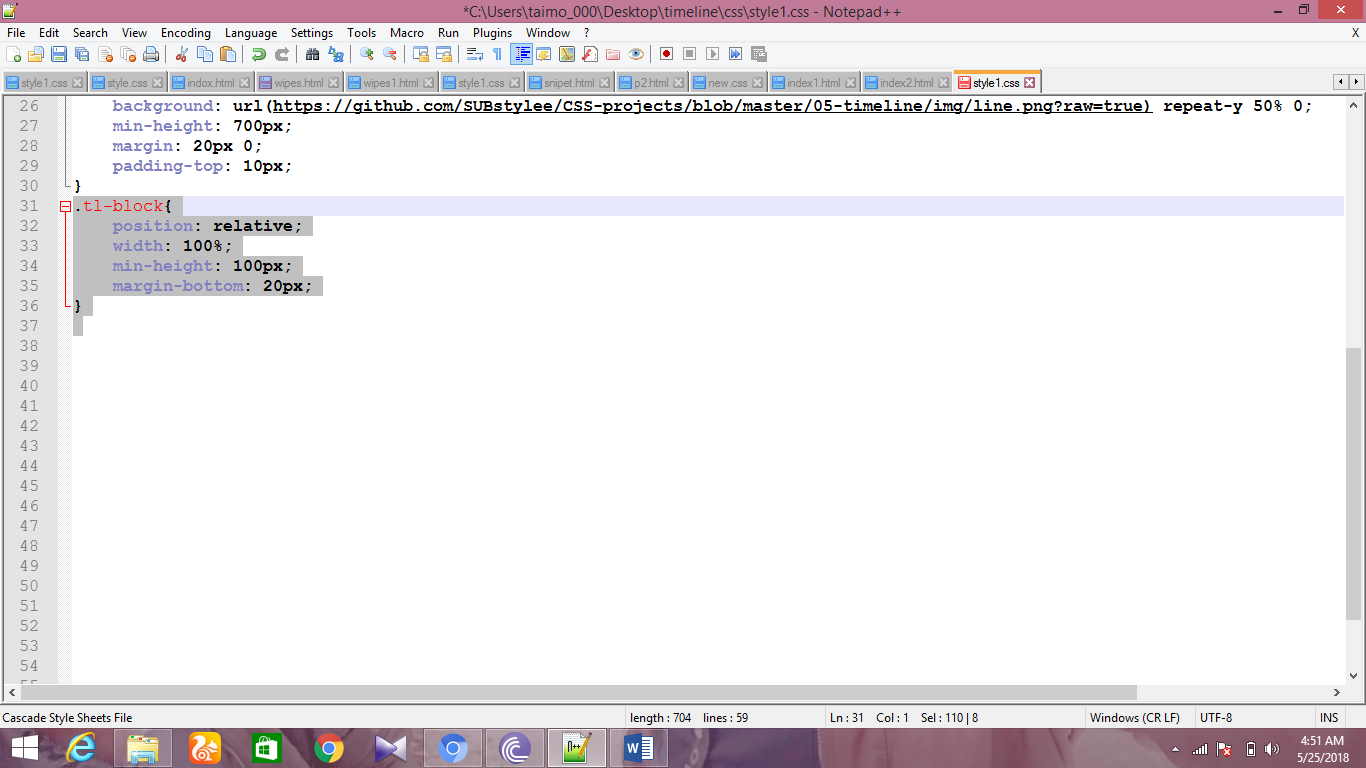 *C:\Users\taimo_000\Desktop\timeline\css\style1.css - Notepad++
File Edit Search View Encoding Language Settings Tools Macro Run Plugins Window ? X
style1.css style.css indox.html wipes.html wipes1.html style1.css snipet.html p2.html new.css index1.html index2.html style1.css
26 background: url(https://github.com/SUBstylee/CSS-projects/blob/master/05-timeline/img/line.png?raw=true) repeat-y 50% 0;
27 min-height: 700px;
28 margin: 20px 0;
29 padding-top: 10px;
30 }
31 .tl-block{
32 position: relative;
33 width: 100%;
34 min-height: 100px;
35 margin-bottom: 20px;
36 }
37
38
39
40
41
42
43
44
45
46
47
48
49
50
51
52
53
54
Cascade Style Sheets File length : 704 lines : 59 Ln : 31 Col : 1 Sel : 110 | 8 Windows (CR LF) UTF-8 INS
4:51 AM
5/25/2018